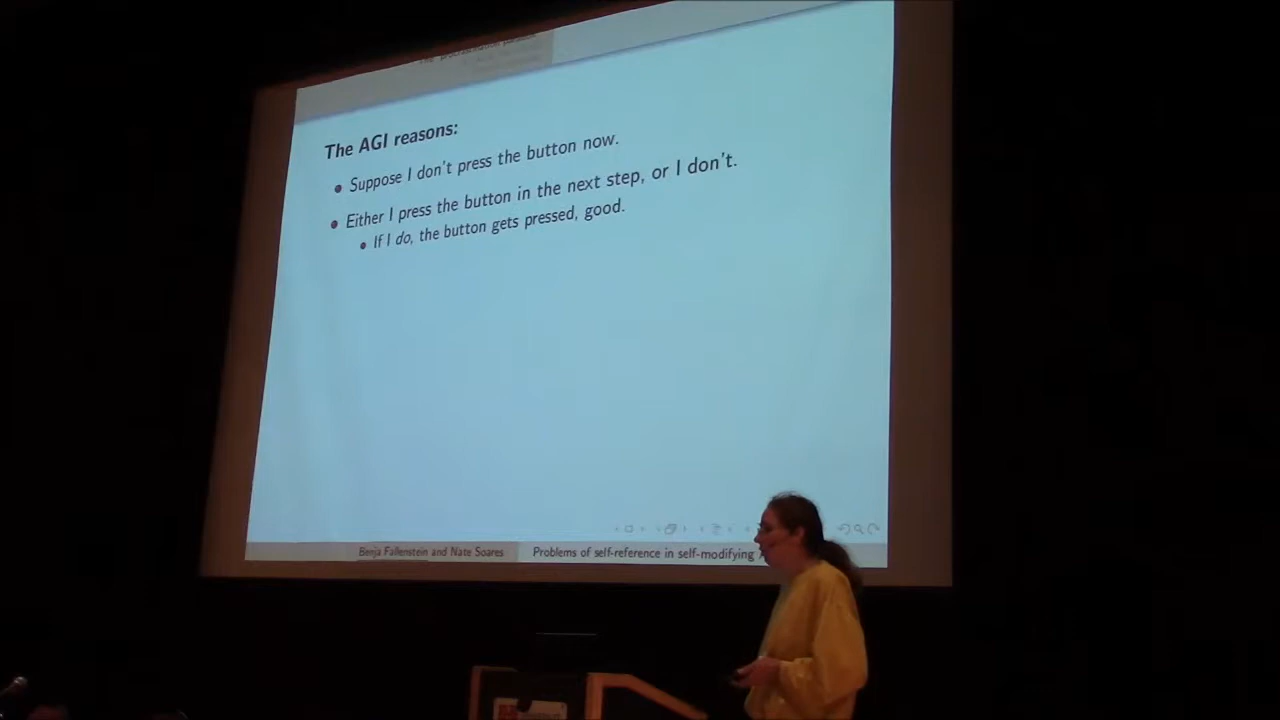 The AGI reasons:
Suppose I don't press the button now.
Either I press the button in the next step, or I don't.
If I do, the button gets pressed, good.
Benja Fallenstein and Nate Soares Problems of self-reference in self-modifying